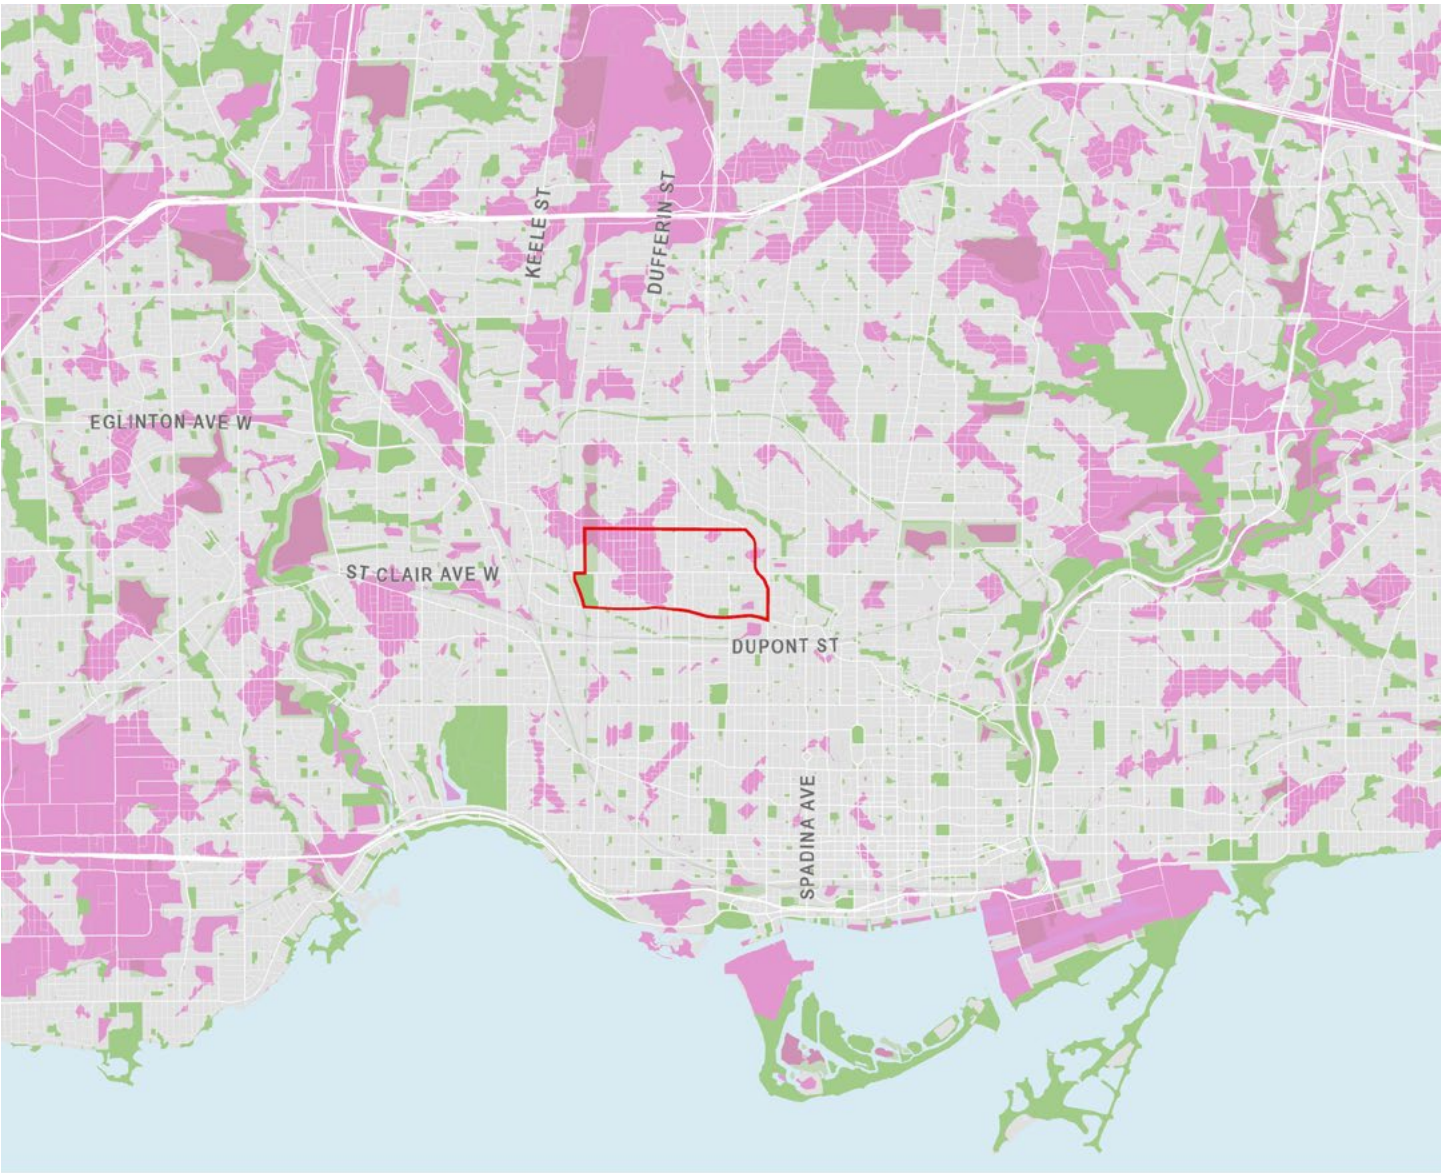 KEELE ST
DUFFERIN ST
EGLINTON AVE W
ST CLAIR AVE W
DUPONT ST
SPADINA AVE